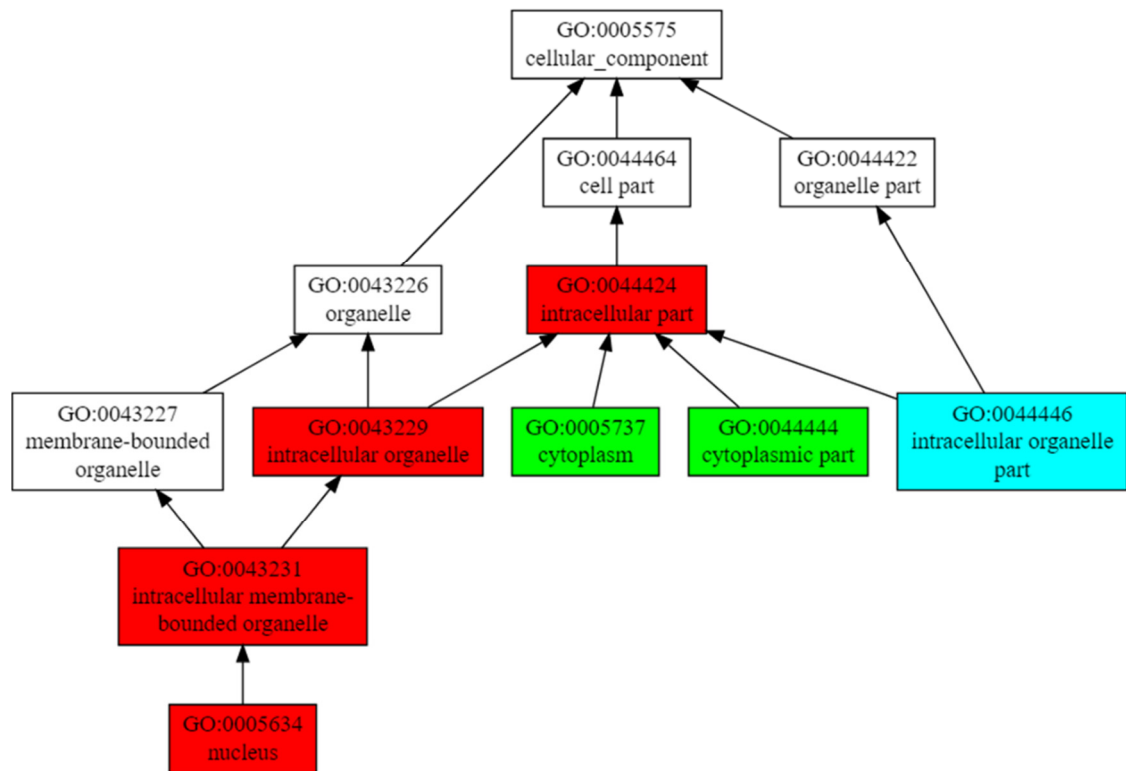 GO:0005575
cellular_component
GO:0044464
cell part
GO:0044422
organelle part
GO:0043226
organelle
GO:0044424
intracellular part
GO:0043227
membrane-bounded
organelle
GO:0043229
intracellular organelle
GO:0005737
cytoplasm
GO:0044444
cytoplasmic part
GO:0044446
intracellular organelle
part
GO:0043231
intracellular membrane-
bounded organelle
GO:0005634
nucleus